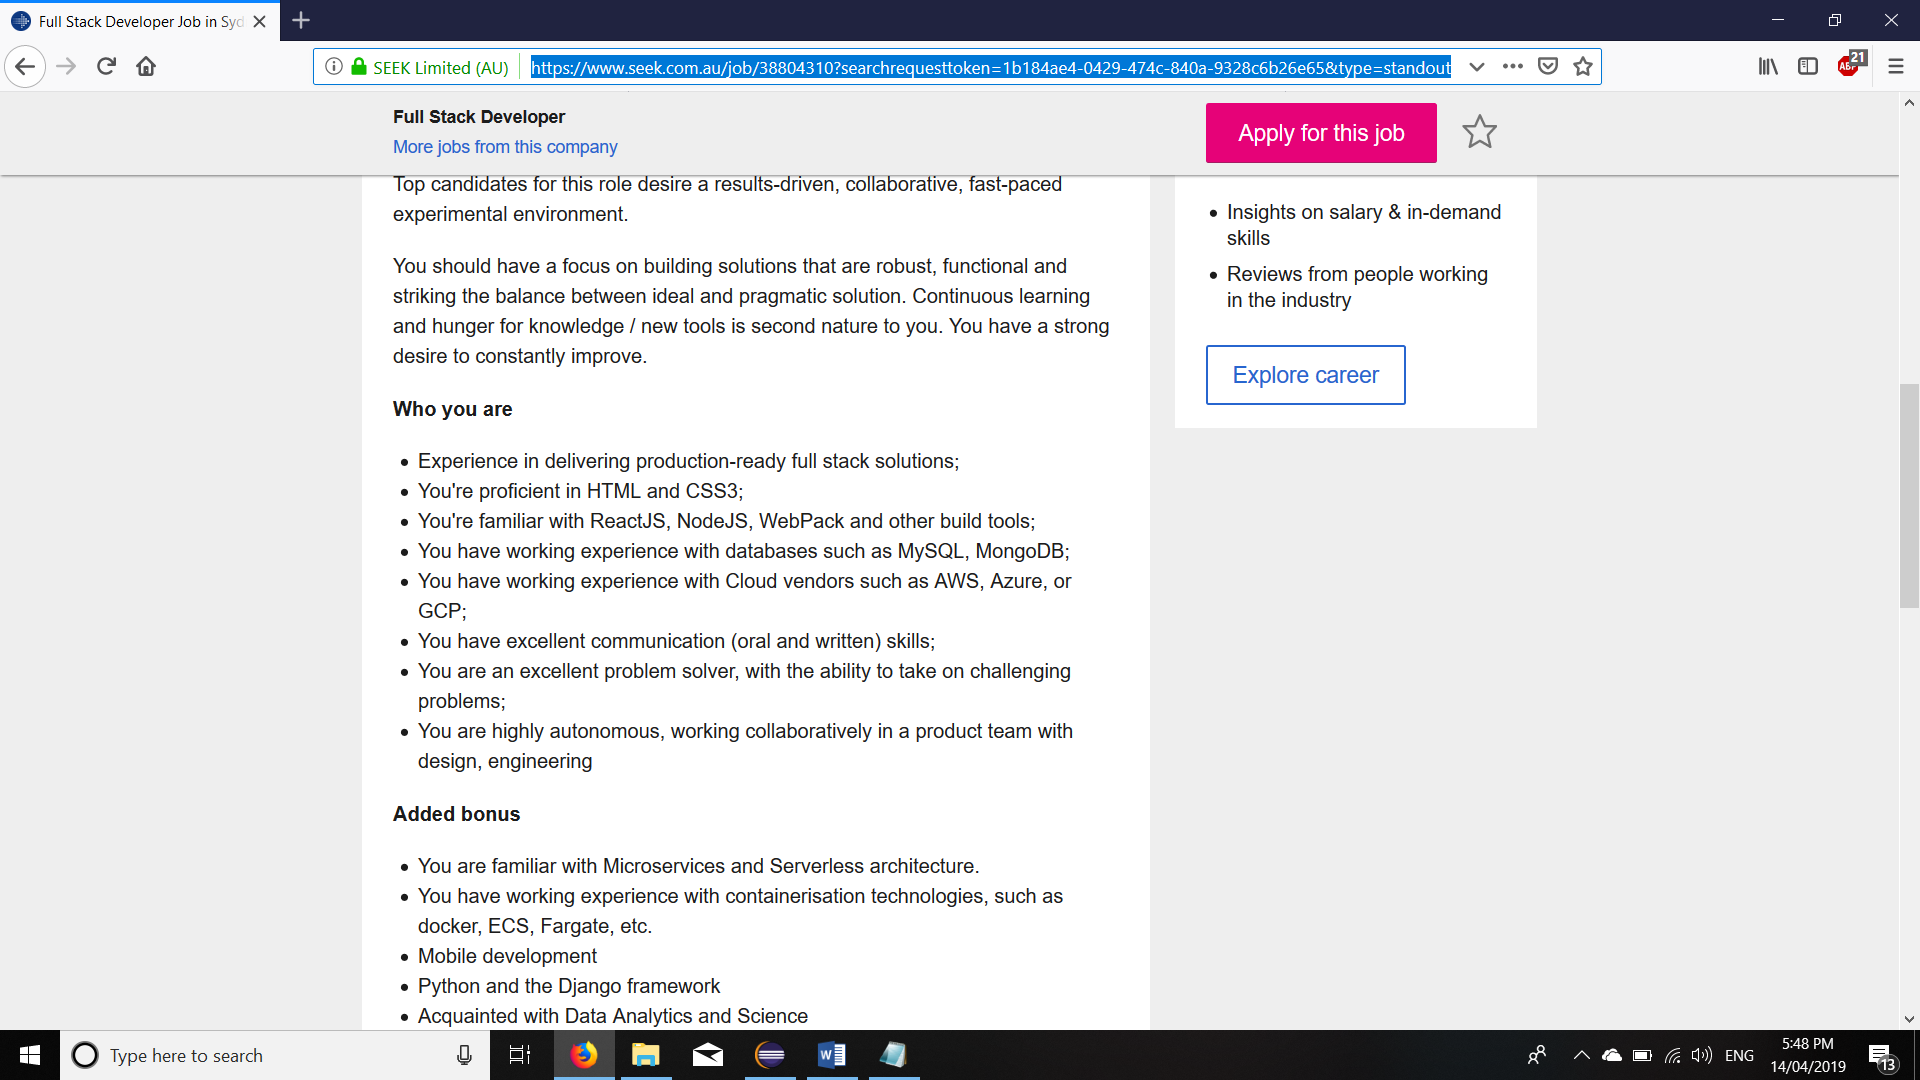 Full Stack Developer Job in Syd
SEEK Limited (AU)
https://www.seek.com.au/job/38804310?searchrequesttoken=1b184ae4-0429-474c-840a-9328c6b26e65&type=standout
ABP
21
Full Stack Developer
More jobs from this company
Apply for this job
Top candidates for this role desire a results-driven, collaborative, fast-paced
experimental environment.
You should have a focus on building solutions that are robust, functional and
striking the balance between ideal and pragmatic solution. Continuous learning
and hunger for knowledge / new tools is second nature to you. You have a strong
desire to constantly improve.
Who you are
Experience in delivering production-ready full stack solutions;
You're proficient in HTML and CSS3;
You're familiar with ReactJS, NodeJS, WebPack and other build tools;
You have working experience with databases such as MySQL, MongoDB;
You have working experience with Cloud vendors such as AWS, Azure, or
GCP;
You have excellent communication (oral and written) skills;
You are an excellent problem solver, with the ability to take on challenging
problems;
You are highly autonomous, working collaboratively in a product team with
design, engineering
Added bonus
You are familiar with Microservices and Serverless architecture.
You have working experience with containerisation technologies, such as
docker, ECS, Fargate, etc.
Mobile development
Python and the Django framework
Acquainted with Data Analytics and Science
Insights on salary & in-demand
skills
Reviews from people working
in the industry
Explore career
Type here to search
W
ENG
5:48 PM
14/04/2019
13